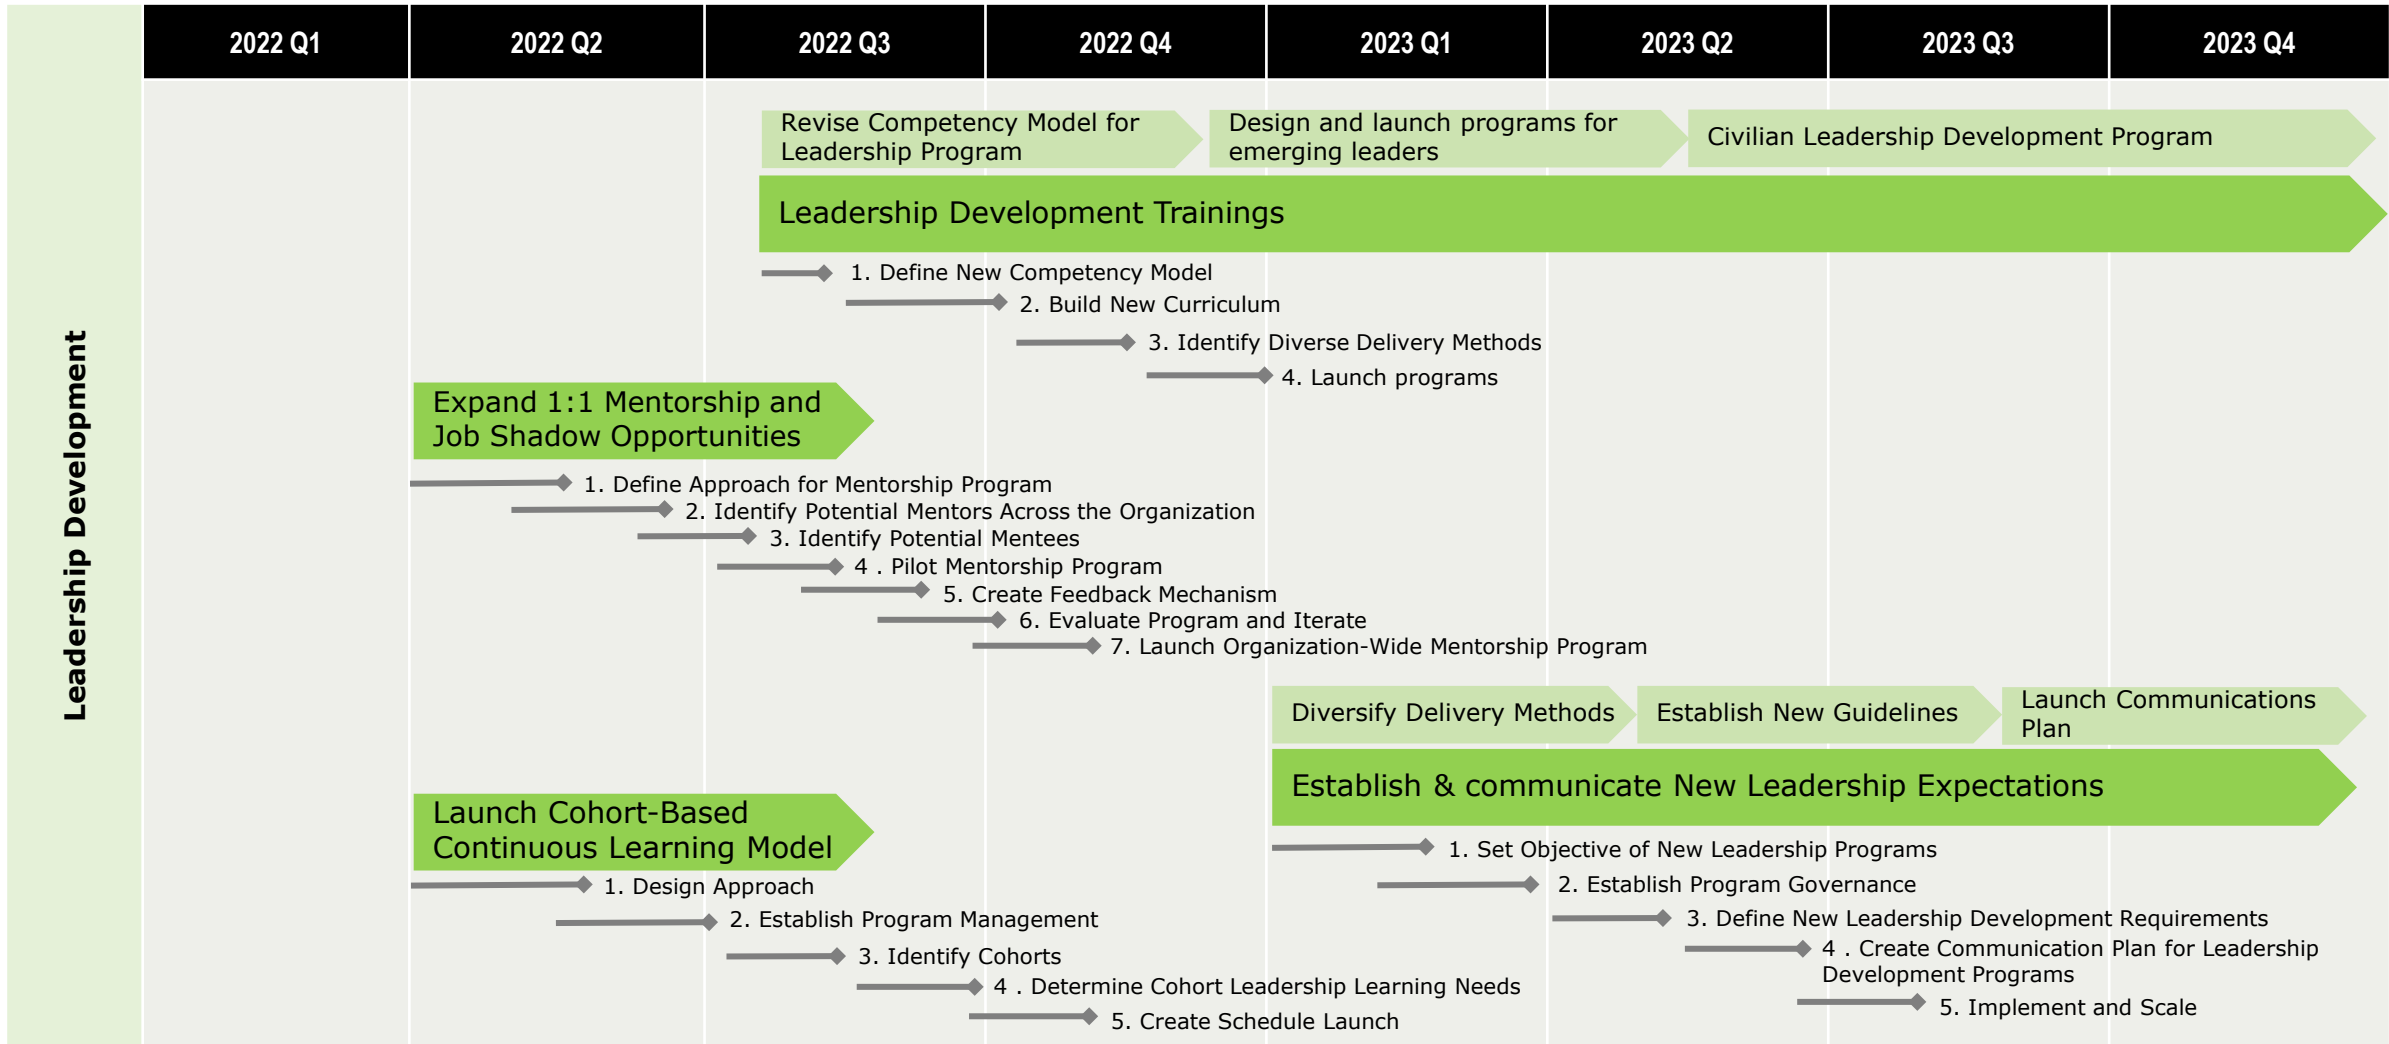 2022 Q1
2022 Q2
2022 Q3
2022 Q4
2023 Q1
2023 Q2
2023 Q3
2023 Q4
Leadership Development
Revise Competency Model for
Leadership Program
Design and launch programs for
emerging leaders
Civilian Leadership Development Program
Leadership Development Trainings
1. Define New Competency Model
2. Build New Curriculum
3. Identify Diverse Delivery Methods
4. Launch programs
Expand 1:1 Mentorship and
Job Shadow Opportunities
1. Define Approach for Mentorship Program
2. Identify Potential Mentors Across the Organization
3. Identify Potential Mentees
4 . Pilot Mentorship Program
5. Create Feedback Mechanism
6. Evaluate Program and Iterate
7. Launch Organization-Wide Mentorship Program
Diversify Delivery Methods
Establish New Guidelines
Launch Communications
Plan
Establish & communicate New Leadership Expectations
1. Set Objective of New Leadership Programs
2. Establish Program Governance
3. Define New Leadership Development Requirements
4 . Create Communication Plan for Leadership
Development Programs
5. Implement and Scale
Launch Cohort-Based
Continuous Learning Model
1. Design Approach
2. Establish Program Management
3. Identify Cohorts
4 . Determine Cohort Leadership Learning Needs
5. Create Schedule Launch